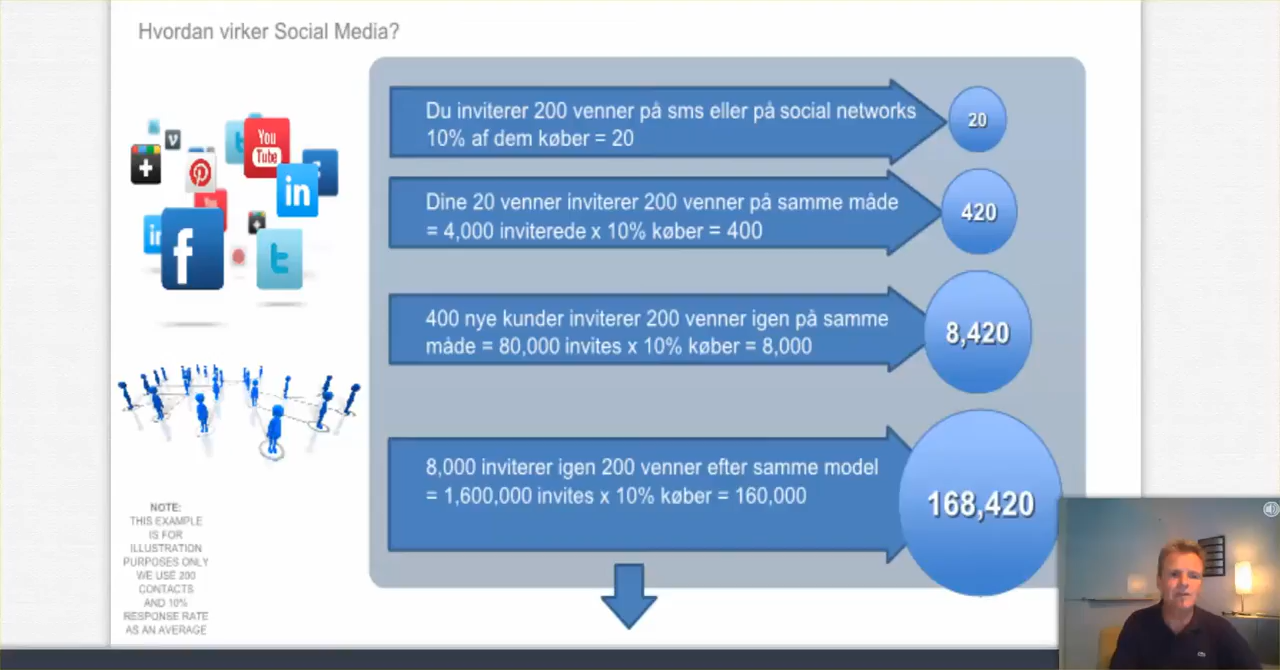 Hvordan virker Social Media?
Du inviterer 200 venner på sms eller på social networks
10% af dem køber = 20
20
Dine 20 venner inviterer 200 venner på samme måde
= 4,000 inviterede x 10% køber = 400
420
400 nye kunder inviterer 200 venner igen på samme
måde = 80,000 invites x 10% køber = 8,000
8,420
8,000 inviterer igen 200 venner efter samme model
= 1,600,000 invites x 10% køber = 160,000
168,420
You
Tube
in
f
t
NOTE:
THIS EXAMPLE
IS FOR
ILLUSTRATION
PURPOSES ONLY
WE USE 200
CONTACTS
AND 10%
RESPONSE RATE
AS AN AVERAGE